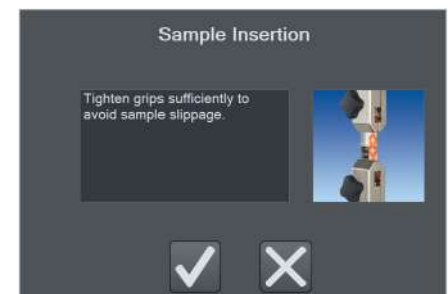 Sample Insertion
Tighten grips sufficiently to
avoid sample slippage.